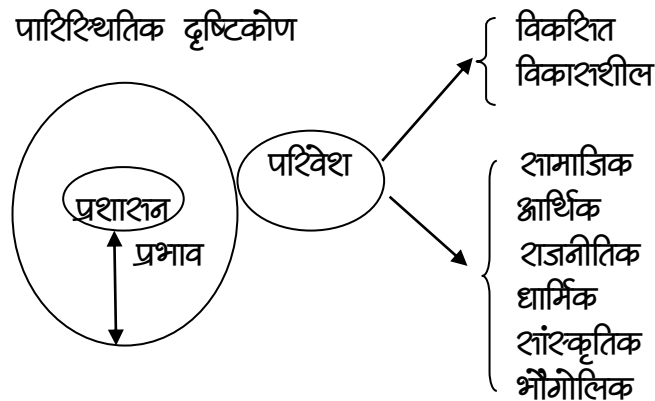 पारिस्थितिक दृष्टिकोण
प्रशासन
प्रभाव
परिवेश
विकसित
विकासशील
सामाजिक
आर्थिक
राजनीतिक
धार्मिक
सांस्कृतिक
भौगोलिक